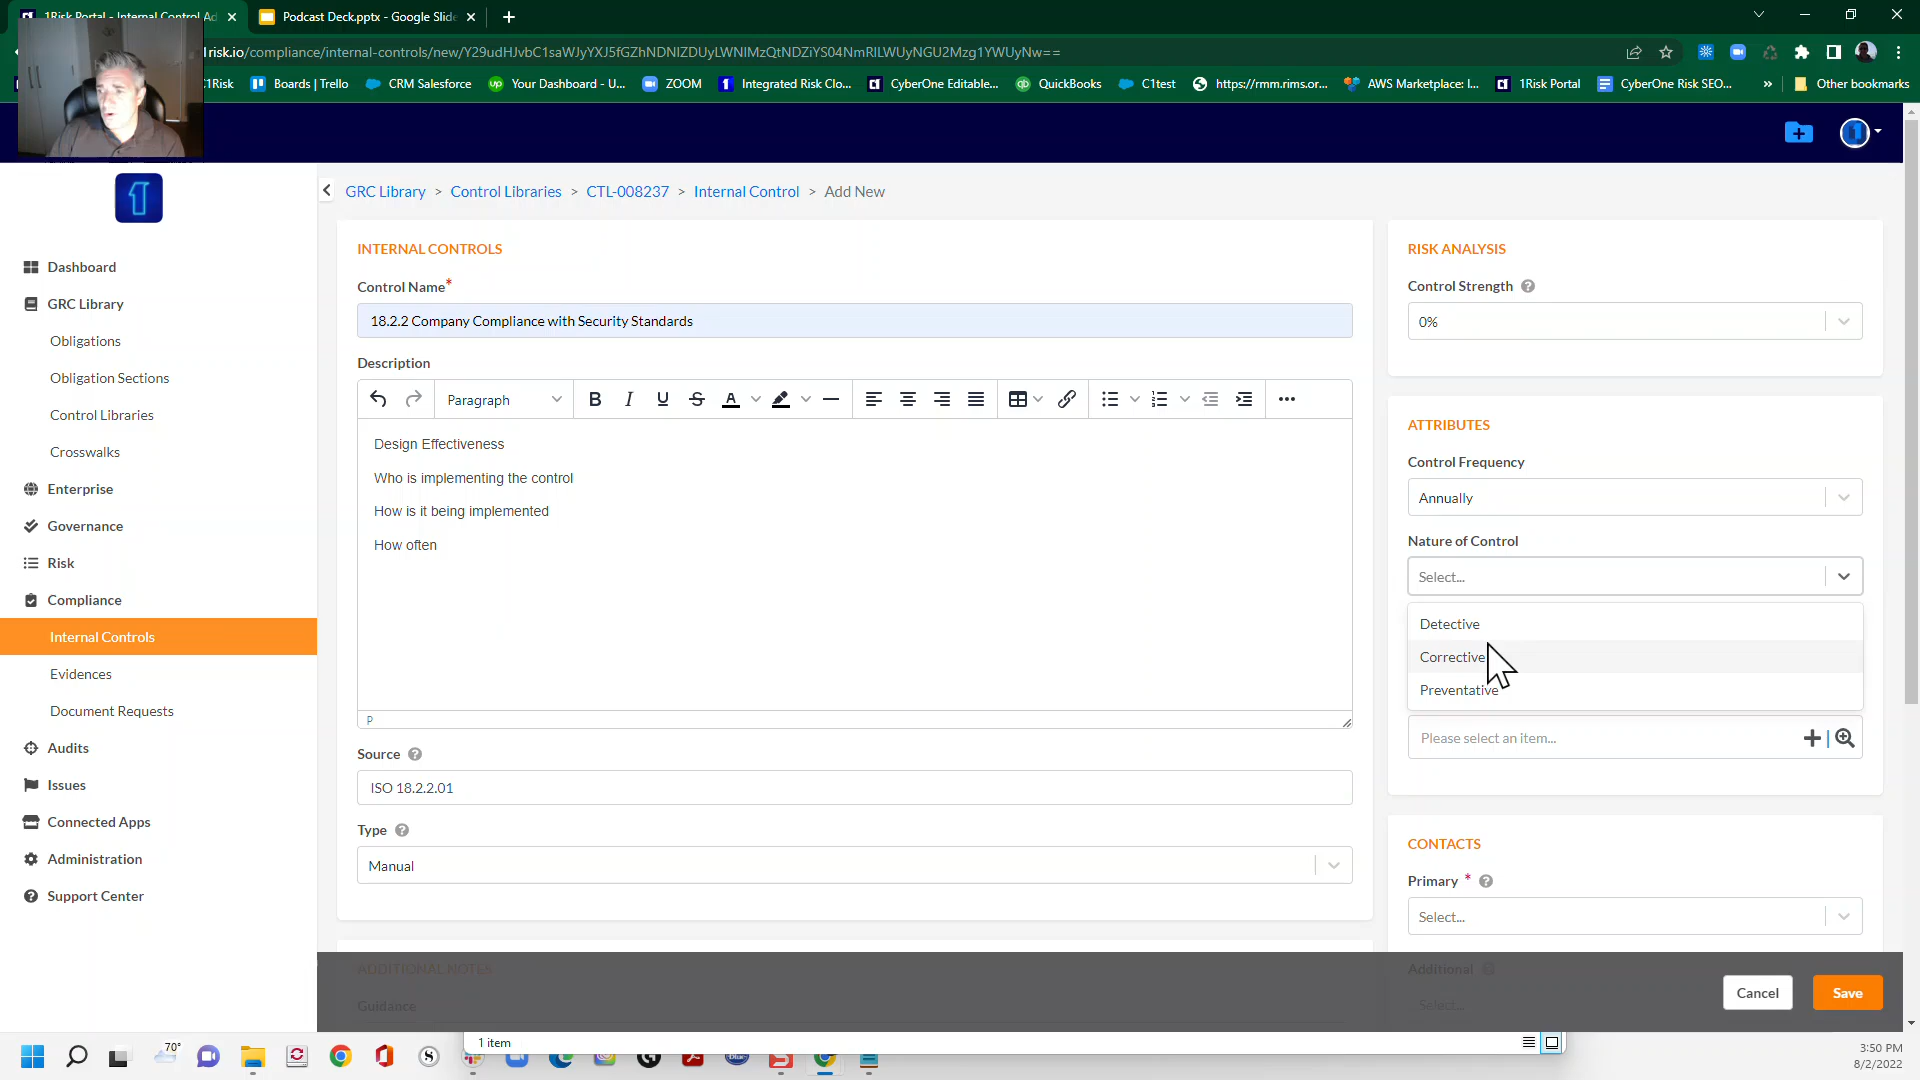 1Risk Portal - Internal Control Ad
Podcast Deck.pptx - Google Slide
1risk.io/compliance/internal-controls/new/Y29udHJvbC1saWJyYXJ5fGZhNDNlZDUyLWNlMzQtNDZiYS04NmRlLWUyNGU2Mzg1YWUyNw==
C1Risk
Boards | Trello
CRM Salesforce
Your Dashboard - U...
ZOOM
Integrated Risk Clo...
CyberOne Editable...
QuickBooks
C1test
https://rmm.rims.or...
AWS Marketplace: I...
1Risk Portal
CyberOne Risk SEO...
»
Other bookmarks
GRC Library > Control Libraries > CTL-008237 > Internal Control > Add New
Dashboard
GRC Library
Obligations
Obligation Sections
Control Libraries
Crosswalks
Enterprise
Governance
Risk
Compliance
Internal Controls
Evidences
Document Requests
Audits
Issues
Connected Apps
Administration
Support Center
INTERNAL CONTROLS
Control Name*
18.2.2 Company Compliance with Security Standards
Description
Paragraph
Design Effectiveness
Who is implementing the control
How is it being implemented
How often
P
Source
ISO 18.2.2.01
Type
Manual
ADDITIONAL NOTES
Guidance
RISK ANALYSIS
Control Strength
0%
ATTRIBUTES
Control Frequency
Annually
Nature of Control
Select...
Detective
Corrective
Preventative
Please select an item...
CONTACTS
Primary *
Select...
Additional
Select...
Cancel
Save
1 item
70°
3:50 PM
8/2/2022